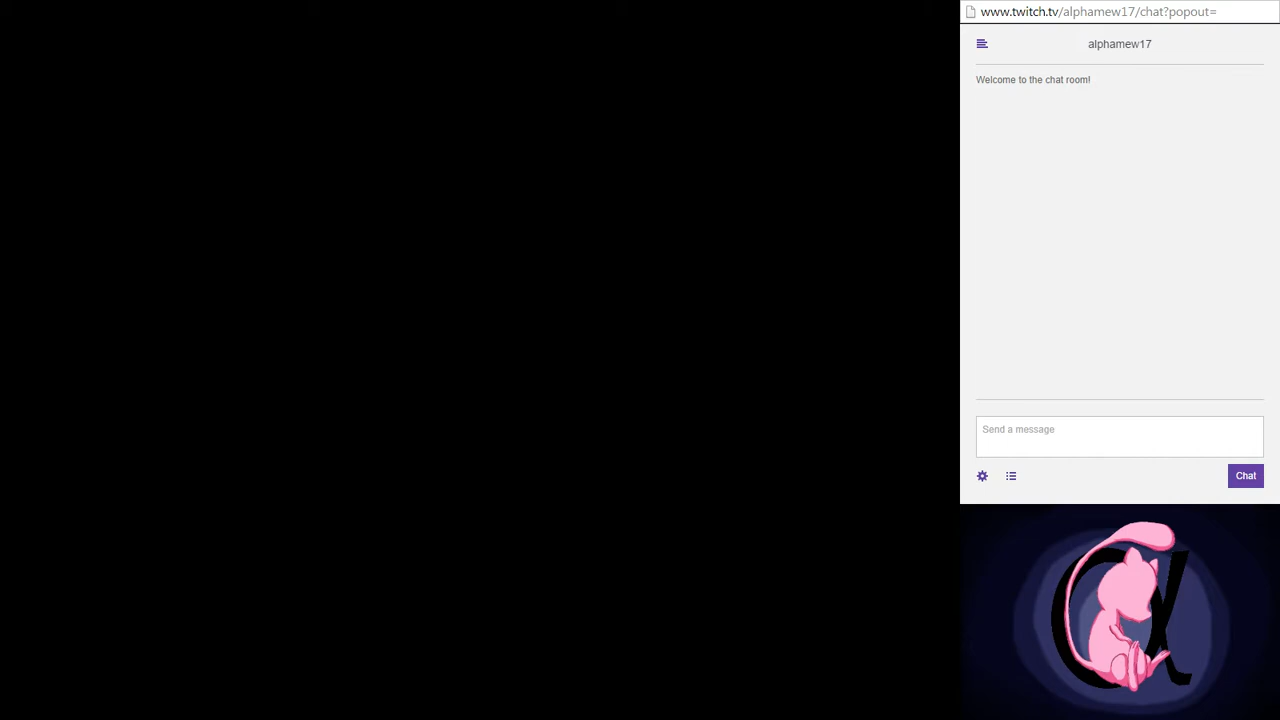 www.twitch.tv/alphamew17/chat?popout=
alphamew17
Welcome to the chat room!
Send a message
Chat
α